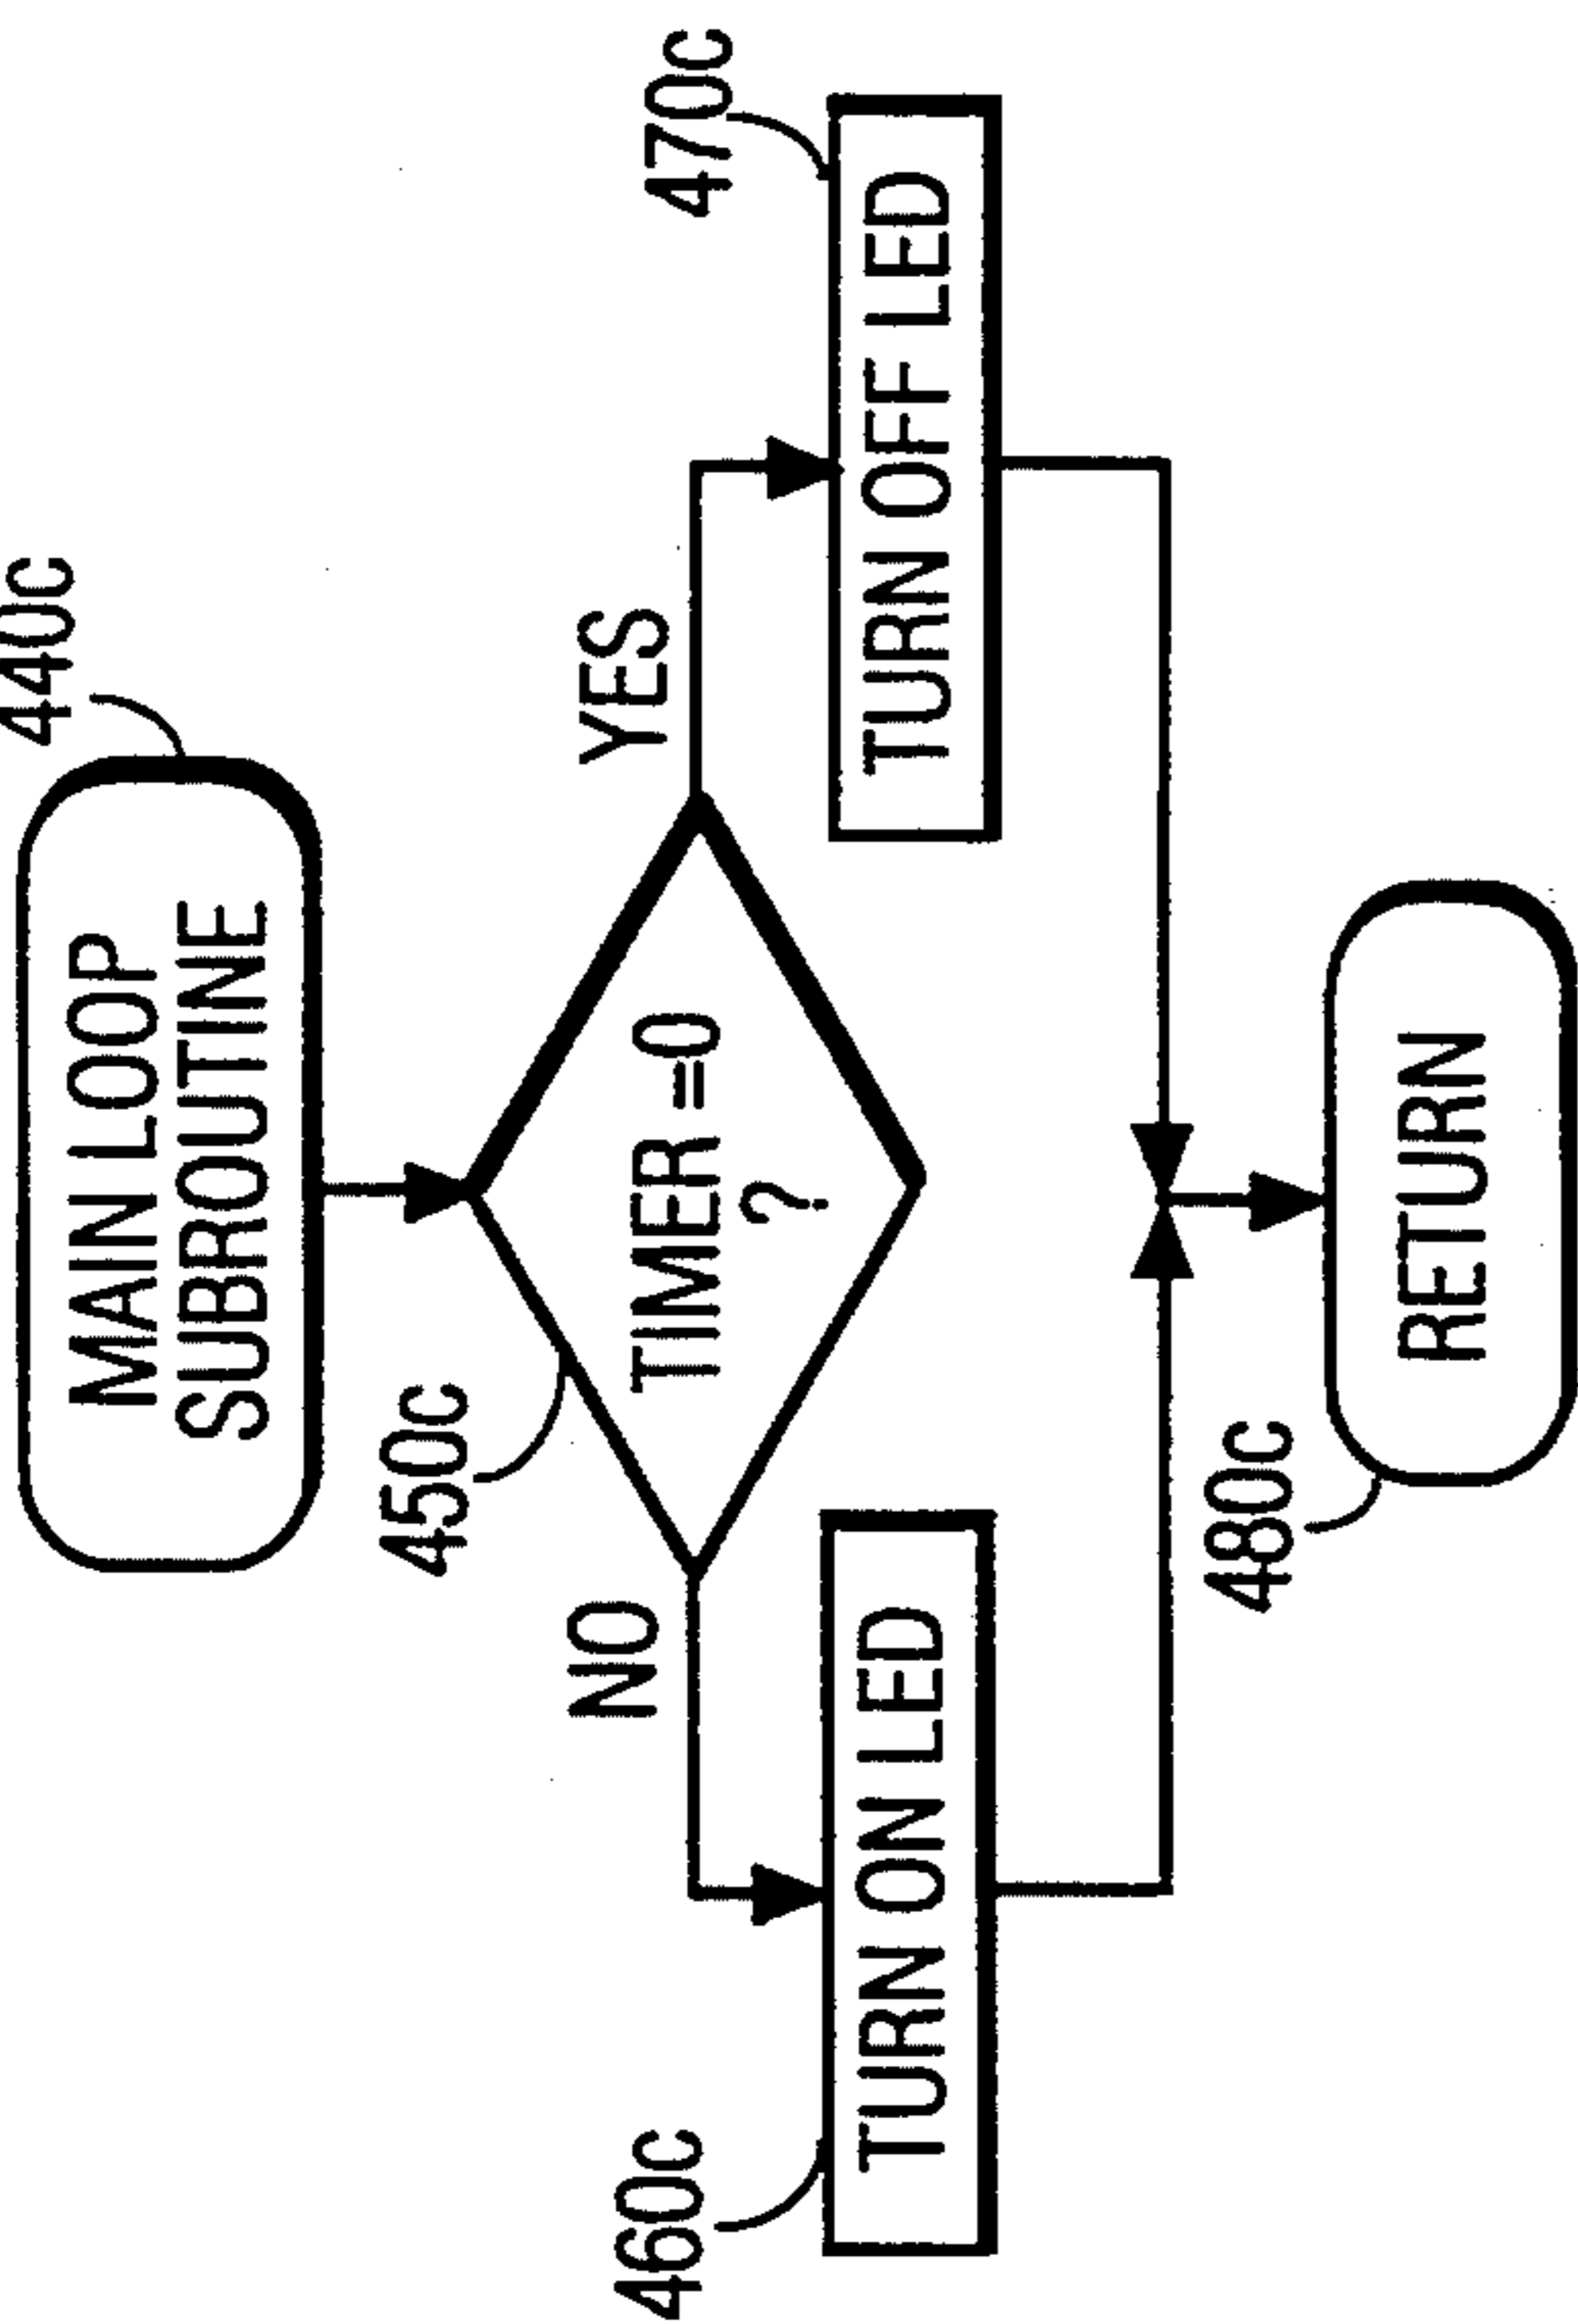 440c
MAIN LOOP
SUBROUTINE
450c
TIMER =0
?
NO
YES
460c
TURN ON LED
470c
TURN OFF LED
480c
RETURN